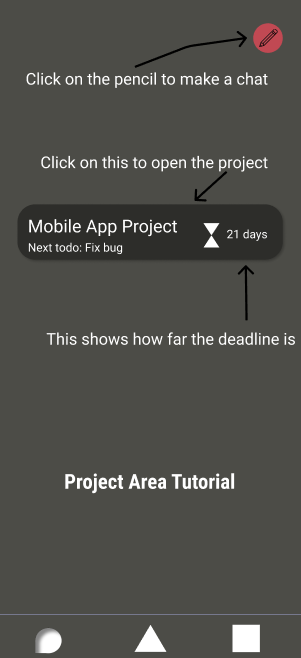 Click on the pencil to make a chat
Click on this to open the project
Mobile App Project
21 days
Next todo: Fix bug
This shows how far the deadline is
Project Area Tutorial